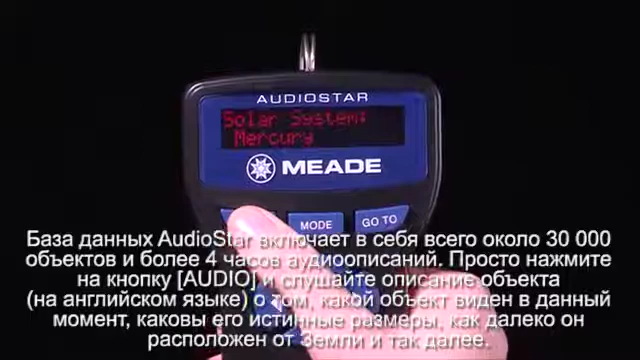 AUDIOSTAR
Solar System:
Mercury
MEADE
MODE
GO TO
База данных AudioStar включает в себя всего около 30 000
объектов и более 4 часов аудиоописаний. Просто нажмите
на кнопку [AUDIO] и слушайте описание объекта
(на английском языке) о том, какой объект виден в данный
момент, каковы его истинные размеры, как далеко он
расположен от Земли и так далее.